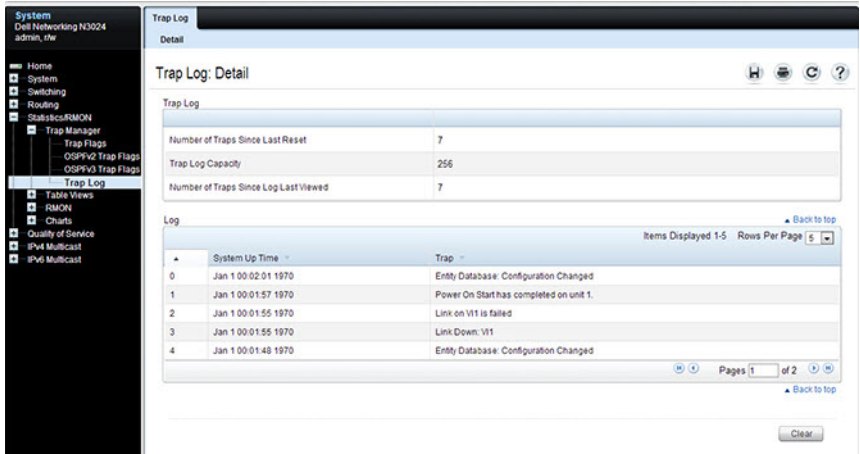 System
Dell Networking N3024
admin, r/w
Home
System
Switching
Routing
Statistics/RMON
Trap Manager
Trap Flags
OSPFv2 Trap Flags
OSPFv3 Trap Flags
Trap Log
Table Views
RMON
Charts
Quality of Service
IPv4 Multicast
IPv6 Multicast
Trap Log
Detail
Trap Log: Detail
Trap Log
Number of Traps Since Last Reset 7
Trap Log Capacity 256
Number of Traps Since Log Last Viewed 7
Back to top
Log
Items Displayed 1-5 Rows Per Page 5
System Up Time Trap
0 Jan 1 00:02:01 1970 Entity Database: Configuration Changed
1 Jan 1 00:01:57 1970 Power On Start has completed on unit 1.
2 Jan 1 00:01:55 1970 Link on Vl1 is failed
3 Jan 1 00:01:55 1970 Link Down: Vl1
4 Jan 1 00:01:48 1970 Entity Database: Configuration Changed
Pages 1 of 2
Back to top
Clear